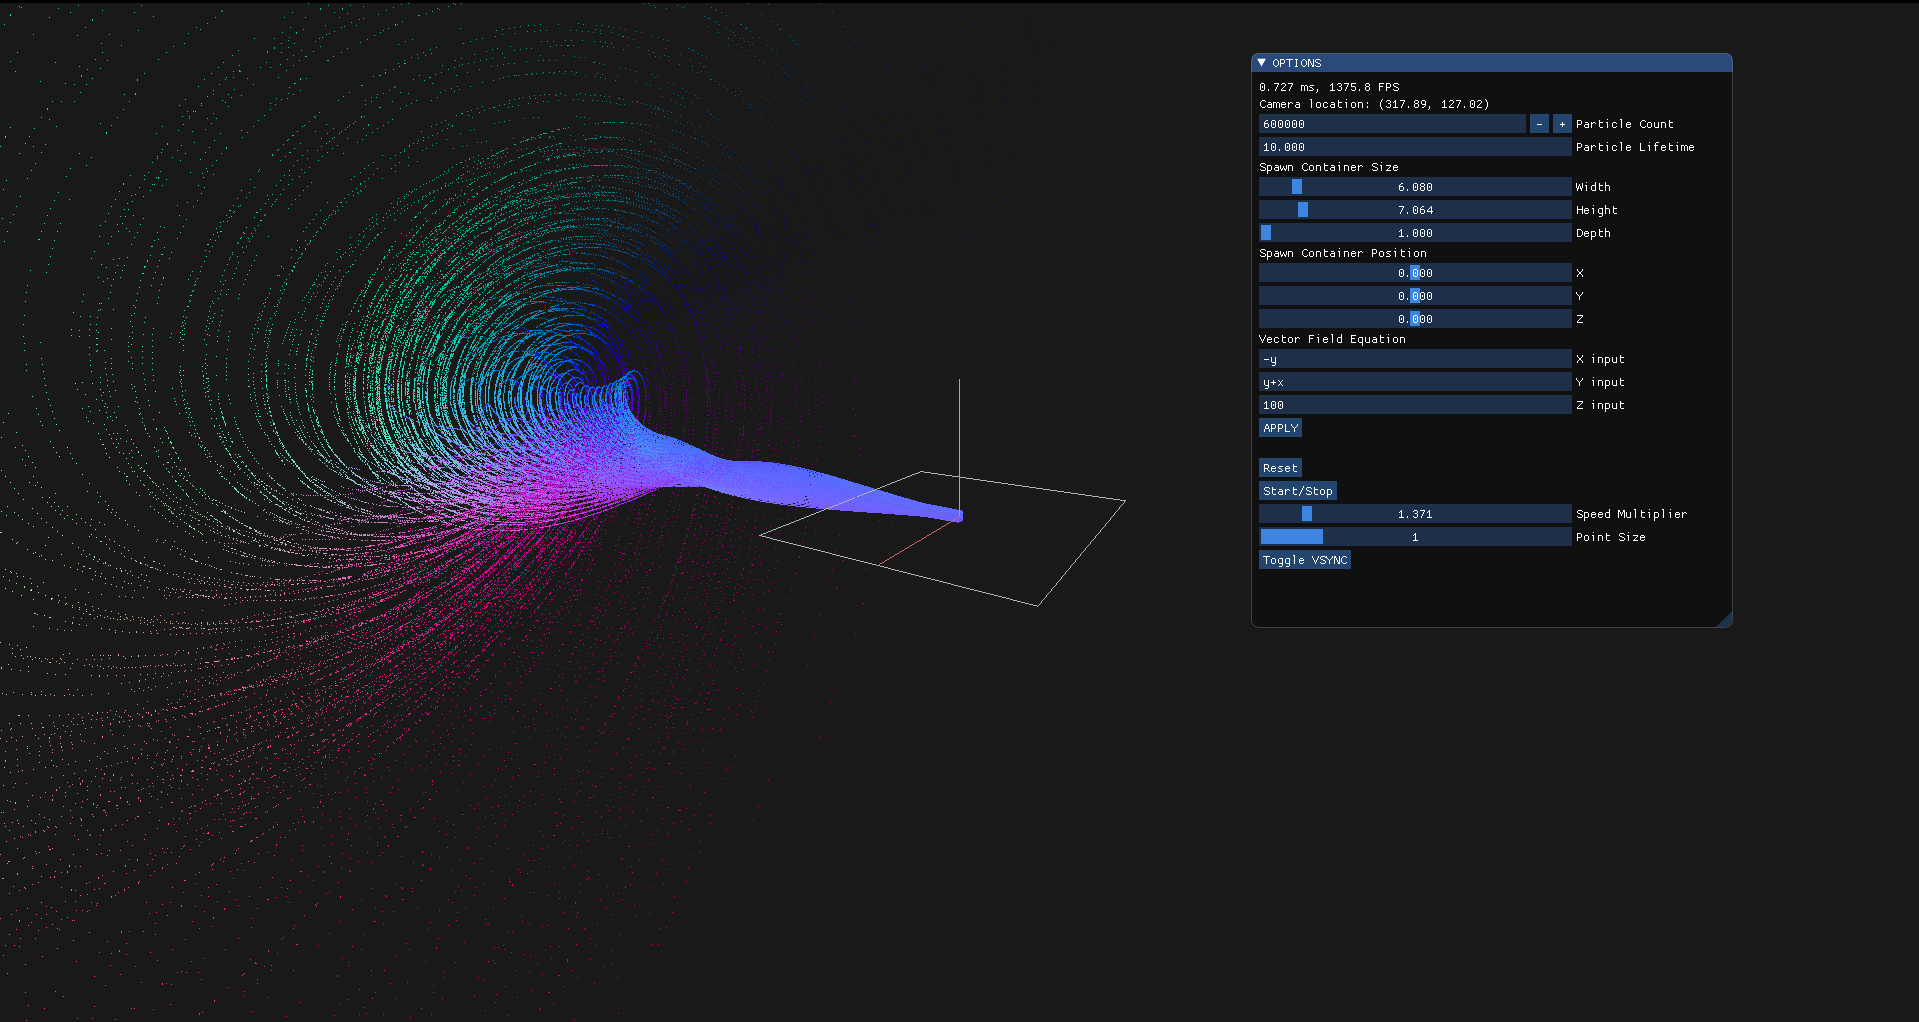 OPTIONS
0.727 ms, 1375.8 FPS
Camera location: (317.89, 127.02)
600000 - + Particle Count
10.000 Particle Lifetime
Spawn Container Size
6.080 Width
7.064 Height
1.000 Depth
Spawn Container Position
0.000 X
0.000 Y
0.000 Z
Vector Field Equation
-y X input
y+x Y input
100 Z input
APPLY
Reset
Start/Stop
1.371 Speed Multiplier
1 Point Size
Toggle VSYNC